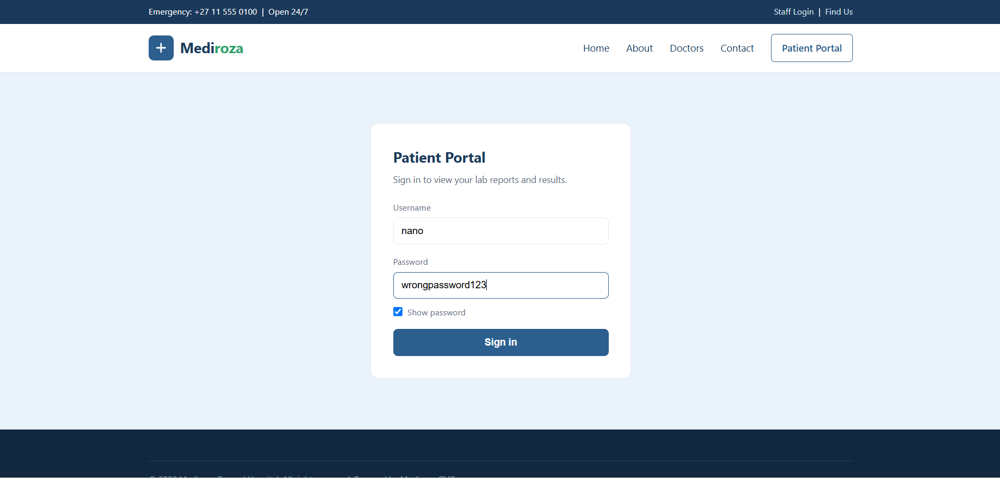 Emergency: +27 11 555 0100 | Open 24/7
Staff Login | Find Us
Mediroza
Home
About
Doctors
Contact
Patient Portal
Patient Portal
Sign in to view your lab reports and results.
Username
nano
Password
wrongpassword123
Show password
Sign in